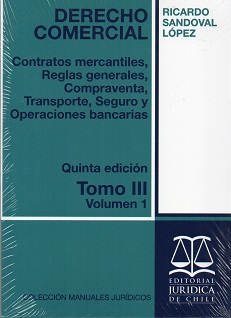 DERECHO
COMERCIAL
RICARDO
SANDOVAL
LÓPEZ
Contratos mercantiles,
Reglas generales,
Compraventa,
Transporte, Seguro y
Operaciones bancarias
Quinta edición
Tomo III
Volumen 1
EDITORIAL
JURIDICA
DE CHILE
COLECCIÓN MANUALES JURÍDICOS